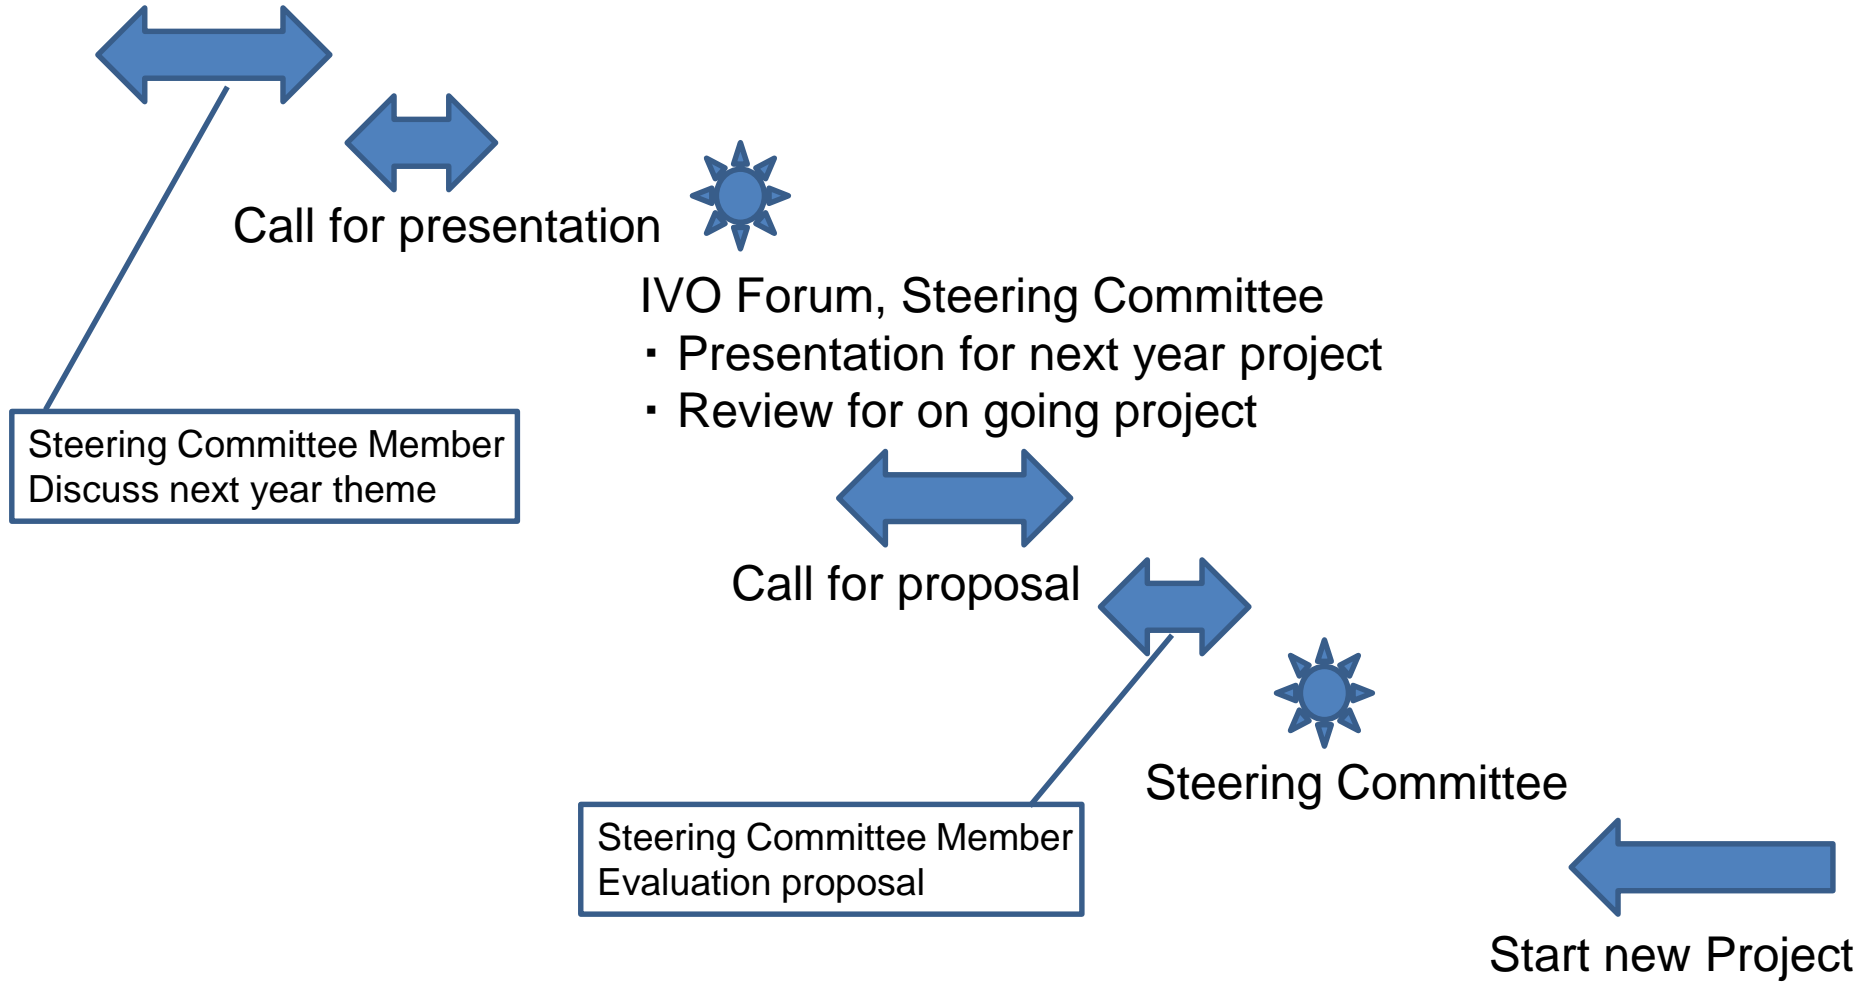 Call for presentation
IVO Forum, Steering Committee
・Presentation for next year project
・Review for on going project
Steering Committee Member
Discuss next year theme
Call for proposal
Steering Committee
Steering Committee Member
Evaluation proposal
Start new Project